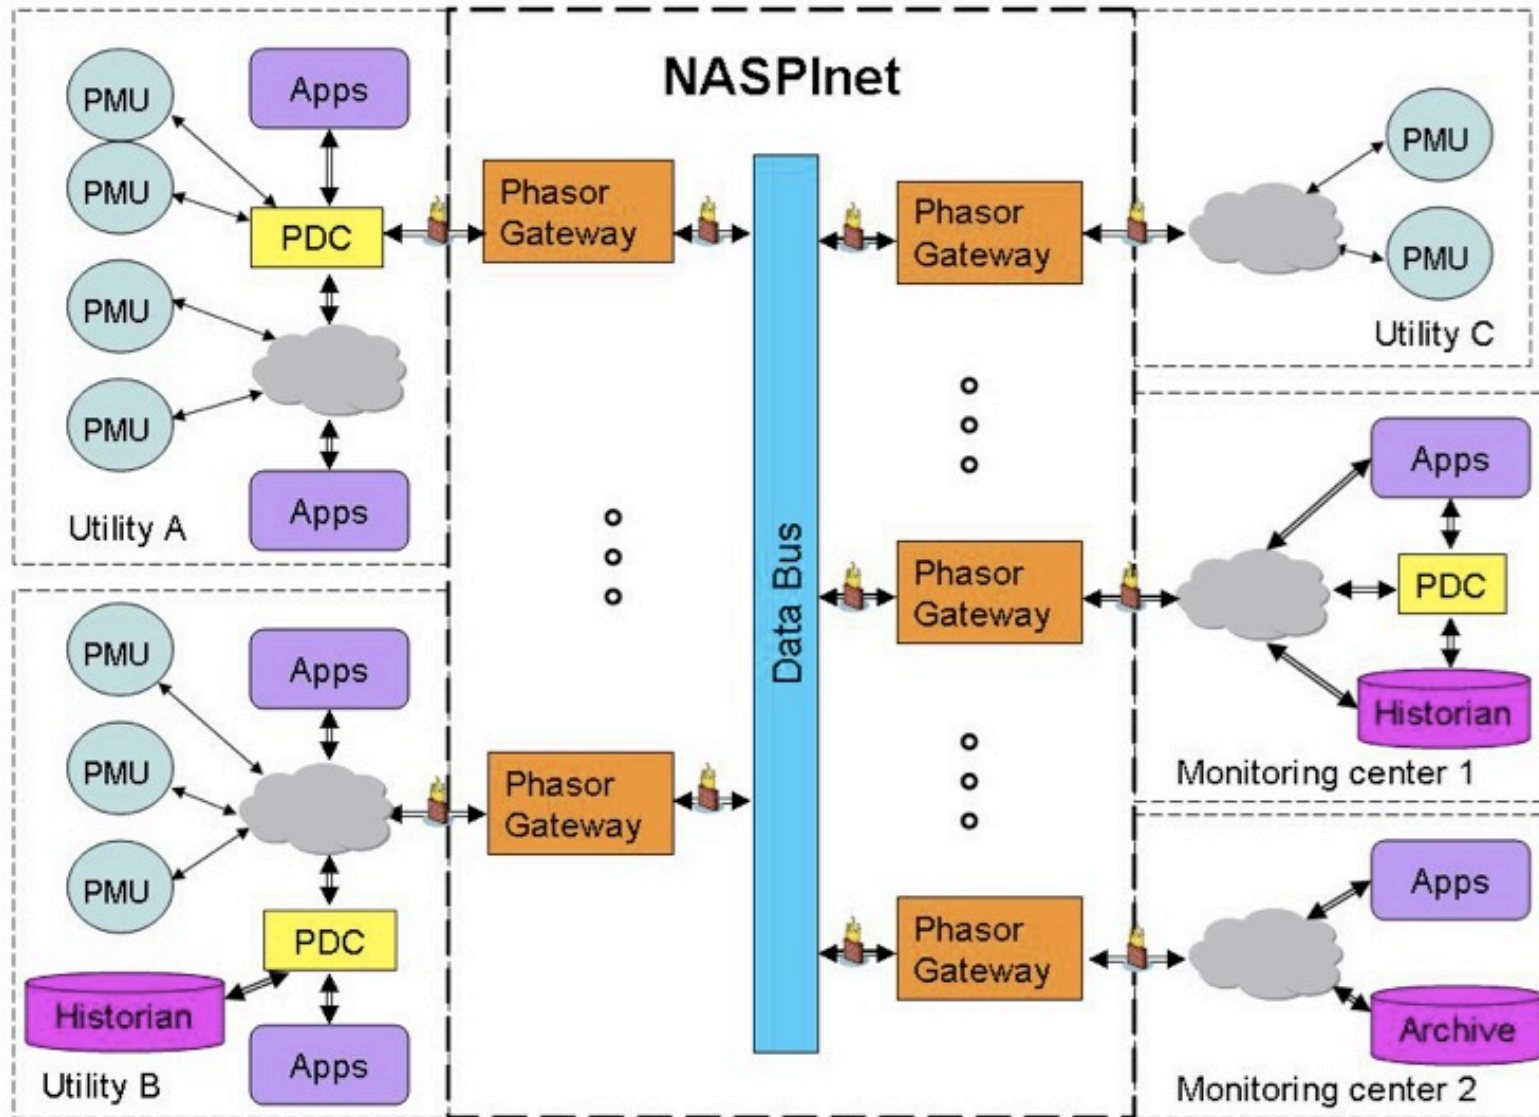 NASPInet
PMU
Apps
PMU
PDC
PMU
PMU
Apps
Utility A
PMU
Apps
PMU
PMU
PDC
Historian
Apps
Utility B
Phasor
Gateway
Phasor
Gateway
Data Bus
Phasor
Gateway
Phasor
Gateway
Phasor
Gateway
PMU
PMU
Utility C
Apps
PDC
Historian
Monitoring center 1
Apps
Archive
Monitoring center 2